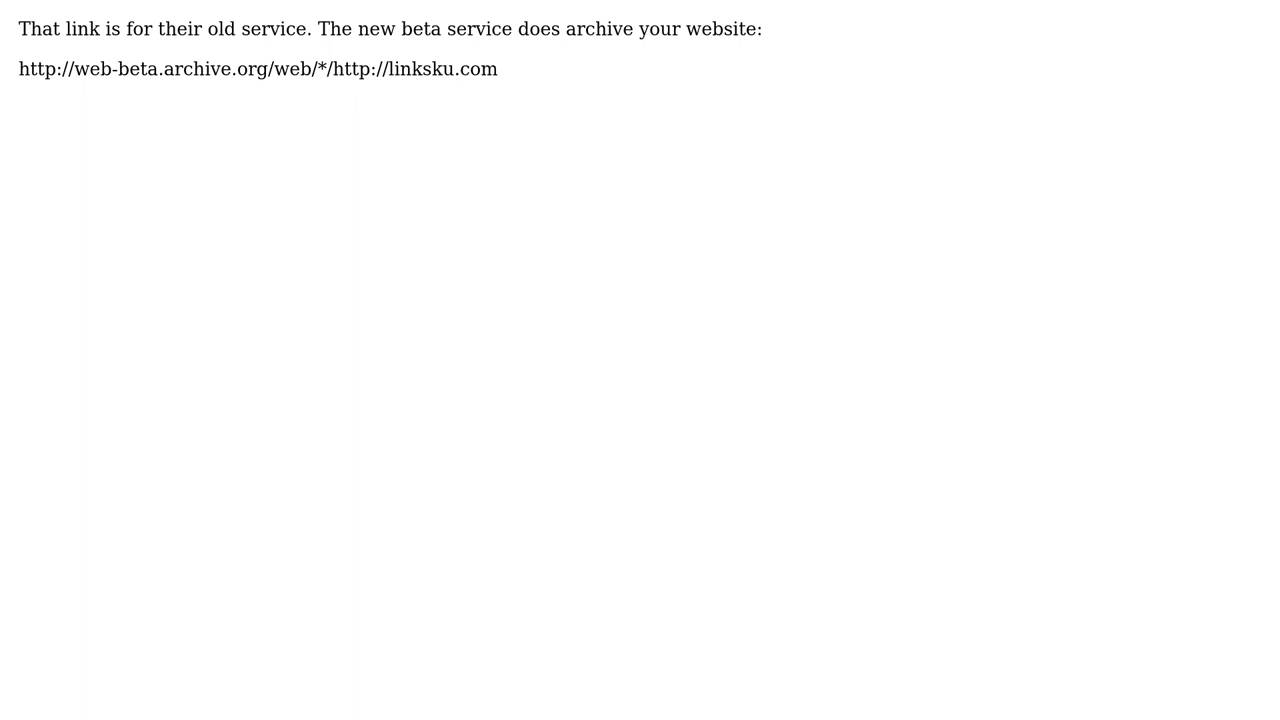 That link is for their old service. The new beta service does archive your website:
http://web-beta.archive.org/web/*/http://linksku.com